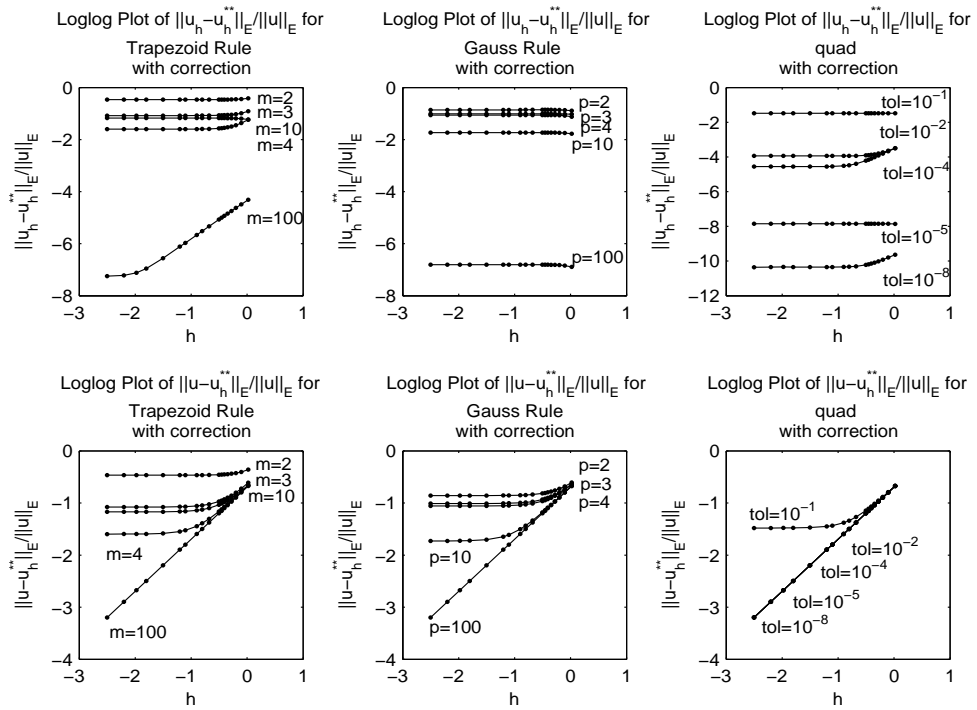 Loglog Plot of ||u_h−u_h^**||_E/||u||_E for
Trapezoid Rule
with correction
0
−2
−4
−6
−8
−3
−2
−1
0
1
h
||u_h−u_h^**||_E/||u||_E
m=2
m=3
m=10
m=4
m=100
Loglog Plot of ||u_h−u_h^**||_E/||u||_E for
Gauss Rule
with correction
0
−2
−4
−6
−8
−3
−2
−1
0
1
h
||u_h−u_h^**||_E/||u||_E
p=2
p=3
p=4
p=10
p=100
Loglog Plot of ||u_h−u_h^**||_E/||u||_E for
quad
with correction
0
−2
−4
−6
−8
−10
−12
−3
−2
−1
0
1
h
||u_h−u_h^**||_E/||u||_E
tol=10^−1
tol=10^−2
tol=10^−4
tol=10^−5
tol=10^−8
Loglog Plot of ||u−u_h^**||_E/||u||_E for
Trapezoid Rule
with correction
0
−1
−2
−3
−4
−3
−2
−1
0
1
h
||u−u_h^**||_E/||u||_E
m=2
m=3
m=10
m=4
m=100
Loglog Plot of ||u−u_h^**||_E/||u||_E for
Gauss Rule
with correction
0
−1
−2
−3
−4
−3
−2
−1
0
1
h
||u−u_h^**||_E/||u||_E
p=2
p=3
p=4
p=10
p=100
Loglog Plot of ||u−u_h^**||_E/||u||_E for
quad
with correction
0
−1
−2
−3
−4
−3
−2
−1
0
1
h
||u−u_h^**||_E/||u||_E
tol=10^−1
tol=10^−2
tol=10^−4
tol=10^−5
tol=10^−8